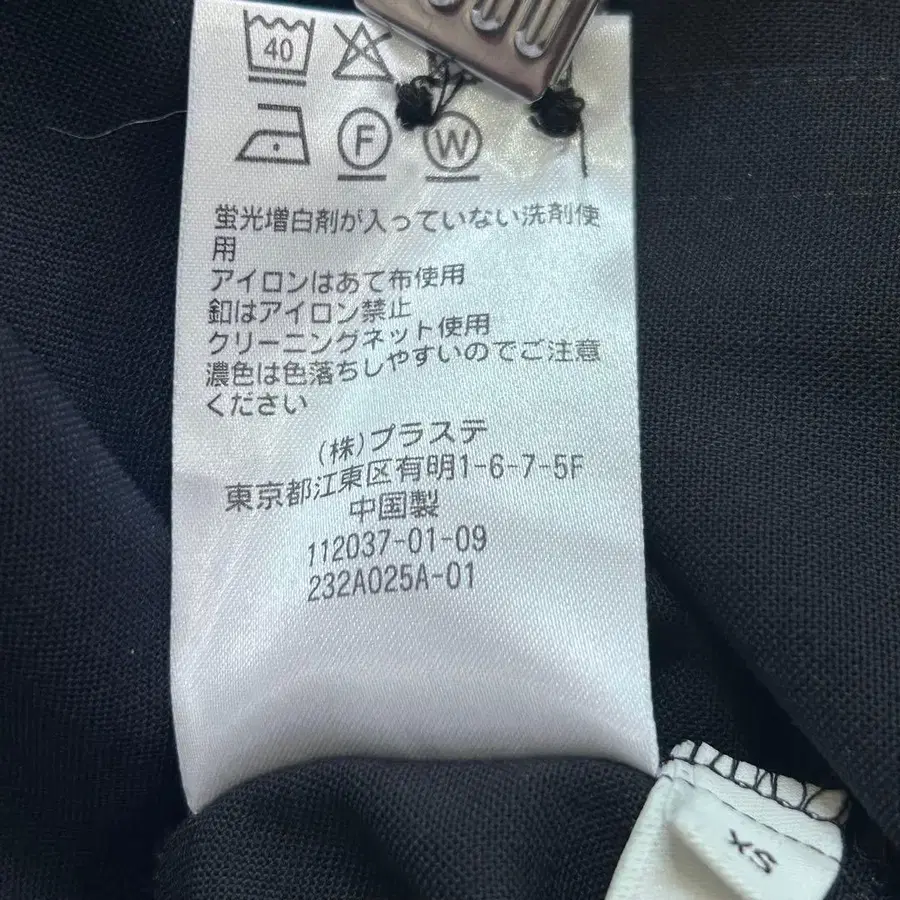 40
F W
蛍光増白剤が入っていない洗剤使
用
アイロンはあて布使用
釦はアイロン禁止
クリーニングネット使用
濃色は色落ちしやすいのでご注意
ください
(株)プラステ
東京都江東区有明1-6-7-5F
中国製
112037-01-09
232A025A-01
XS